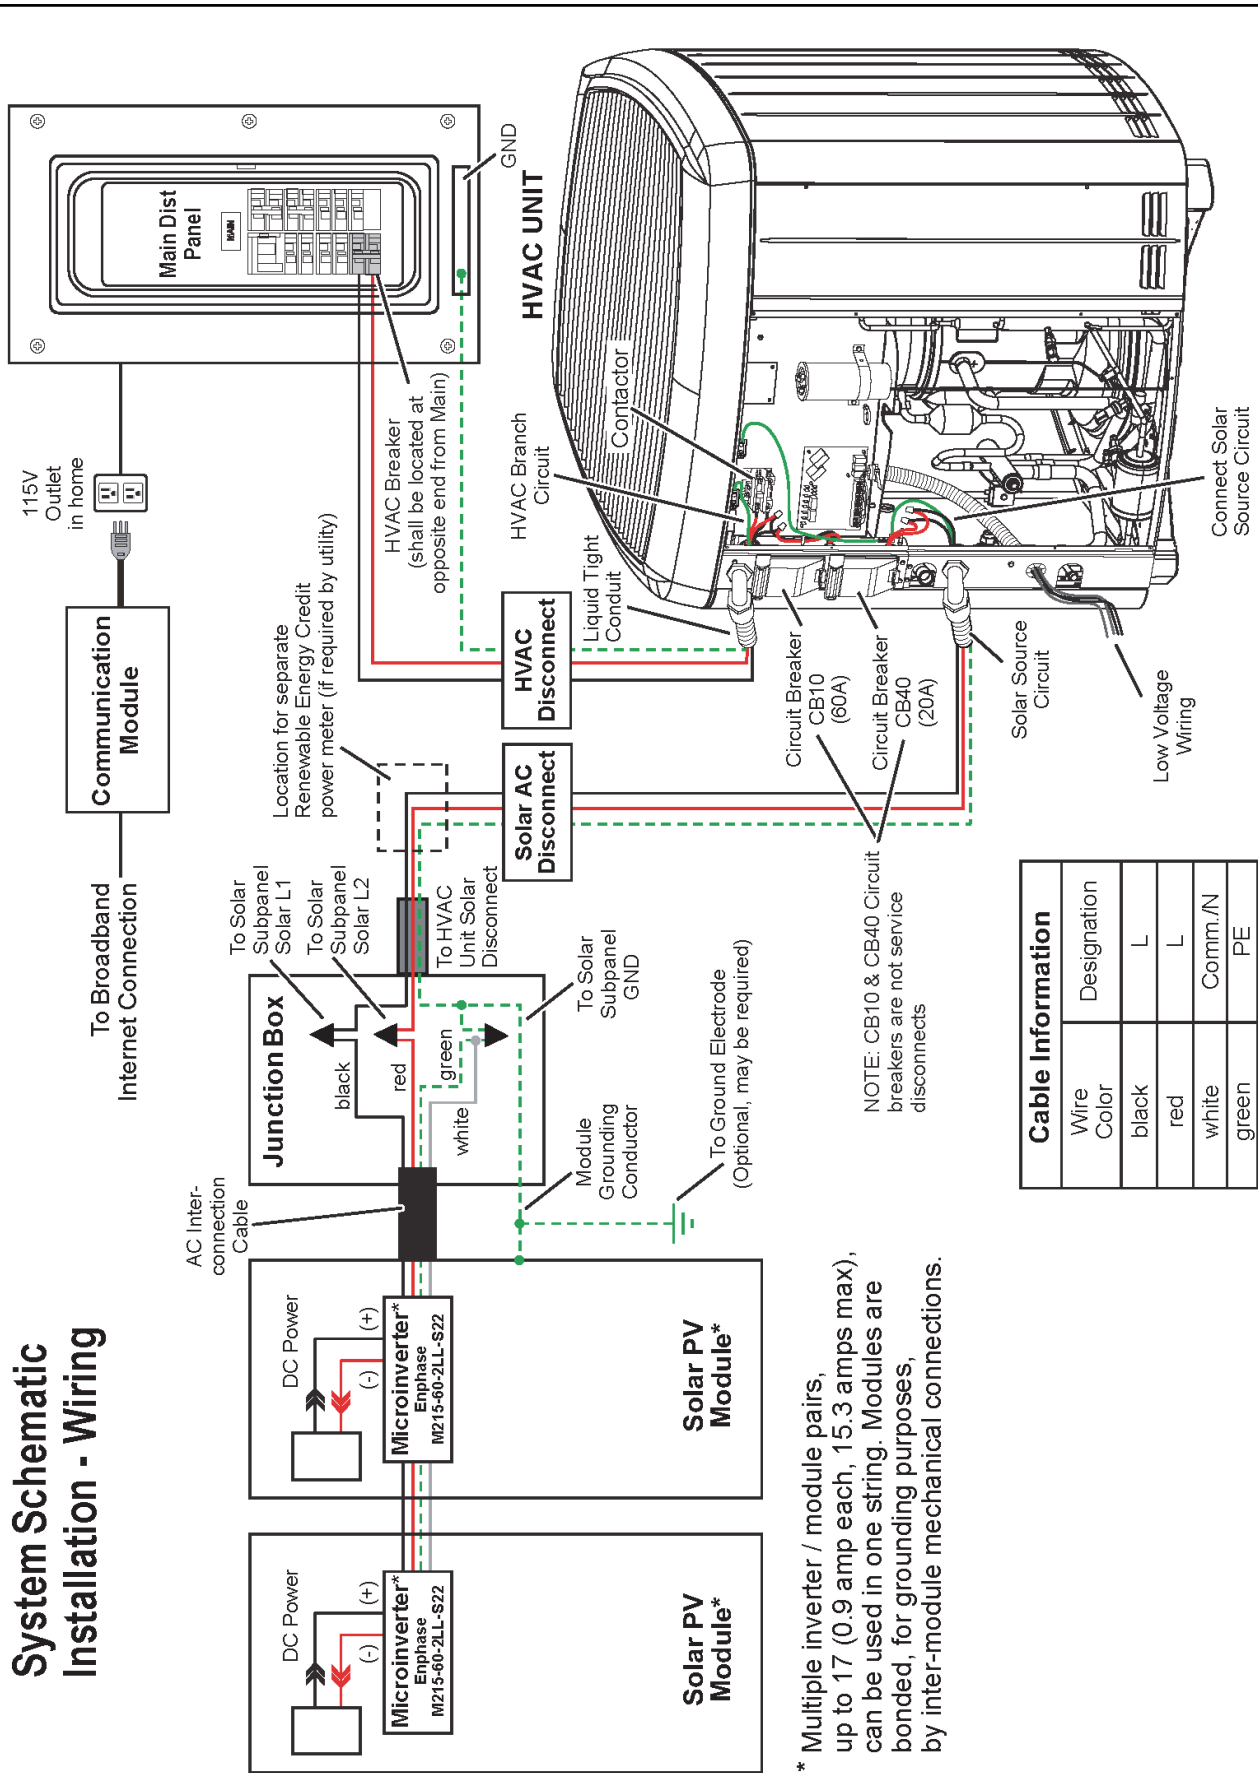 System Schematic
Installation - Wiring
To Broadband
Internet Connection
Communication
Module
115V
Outlet
in home
Main Dist
Panel
MAIN
GND
HVAC Breaker
(shall be located at
opposite end from Main)
Location for separate
Renewable Energy Credit
power meter (if required by utility)
DC Power
(+)
(-)
Microinverter*
Enphase
M215-60-2LL-S22
Solar PV
Module*
DC Power
(+)
(-)
Microinverter*
Enphase
M215-60-2LL-S22
Solar PV
Module*
AC Inter-
connection
Cable
Junction Box
black
red
green
white
To Solar
Subpanel
Solar L1
To Solar
Subpanel
Solar L2
To HVAC
Unit Solar
Disconnect
To Solar
Subpanel
GND
Module
Grounding
Conductor
To Ground Electrode
(Optional, may be required)
Solar AC
Disconnect
HVAC
Disconnect
HVAC UNIT
HVAC Branch
Circuit
Contactor
Liquid Tight
Conduit
Circuit Breaker
CB10
(60A)
Circuit Breaker
CB40
(20A)
Solar Source
Circuit
Low Voltage
Wiring
Connect Solar
Source Circuit
NOTE: CB10 & CB40 Circuit
breakers are not service
disconnects
* Multiple inverter / module pairs,
up to 17 (0.9 amp each, 15.3 amps max),
can be used in one string. Modules are
bonded, for grounding purposes,
by inter-module mechanical connections.
Cable Information
Wire
Color
Designation
black L
red L
white Comm./N
green PE